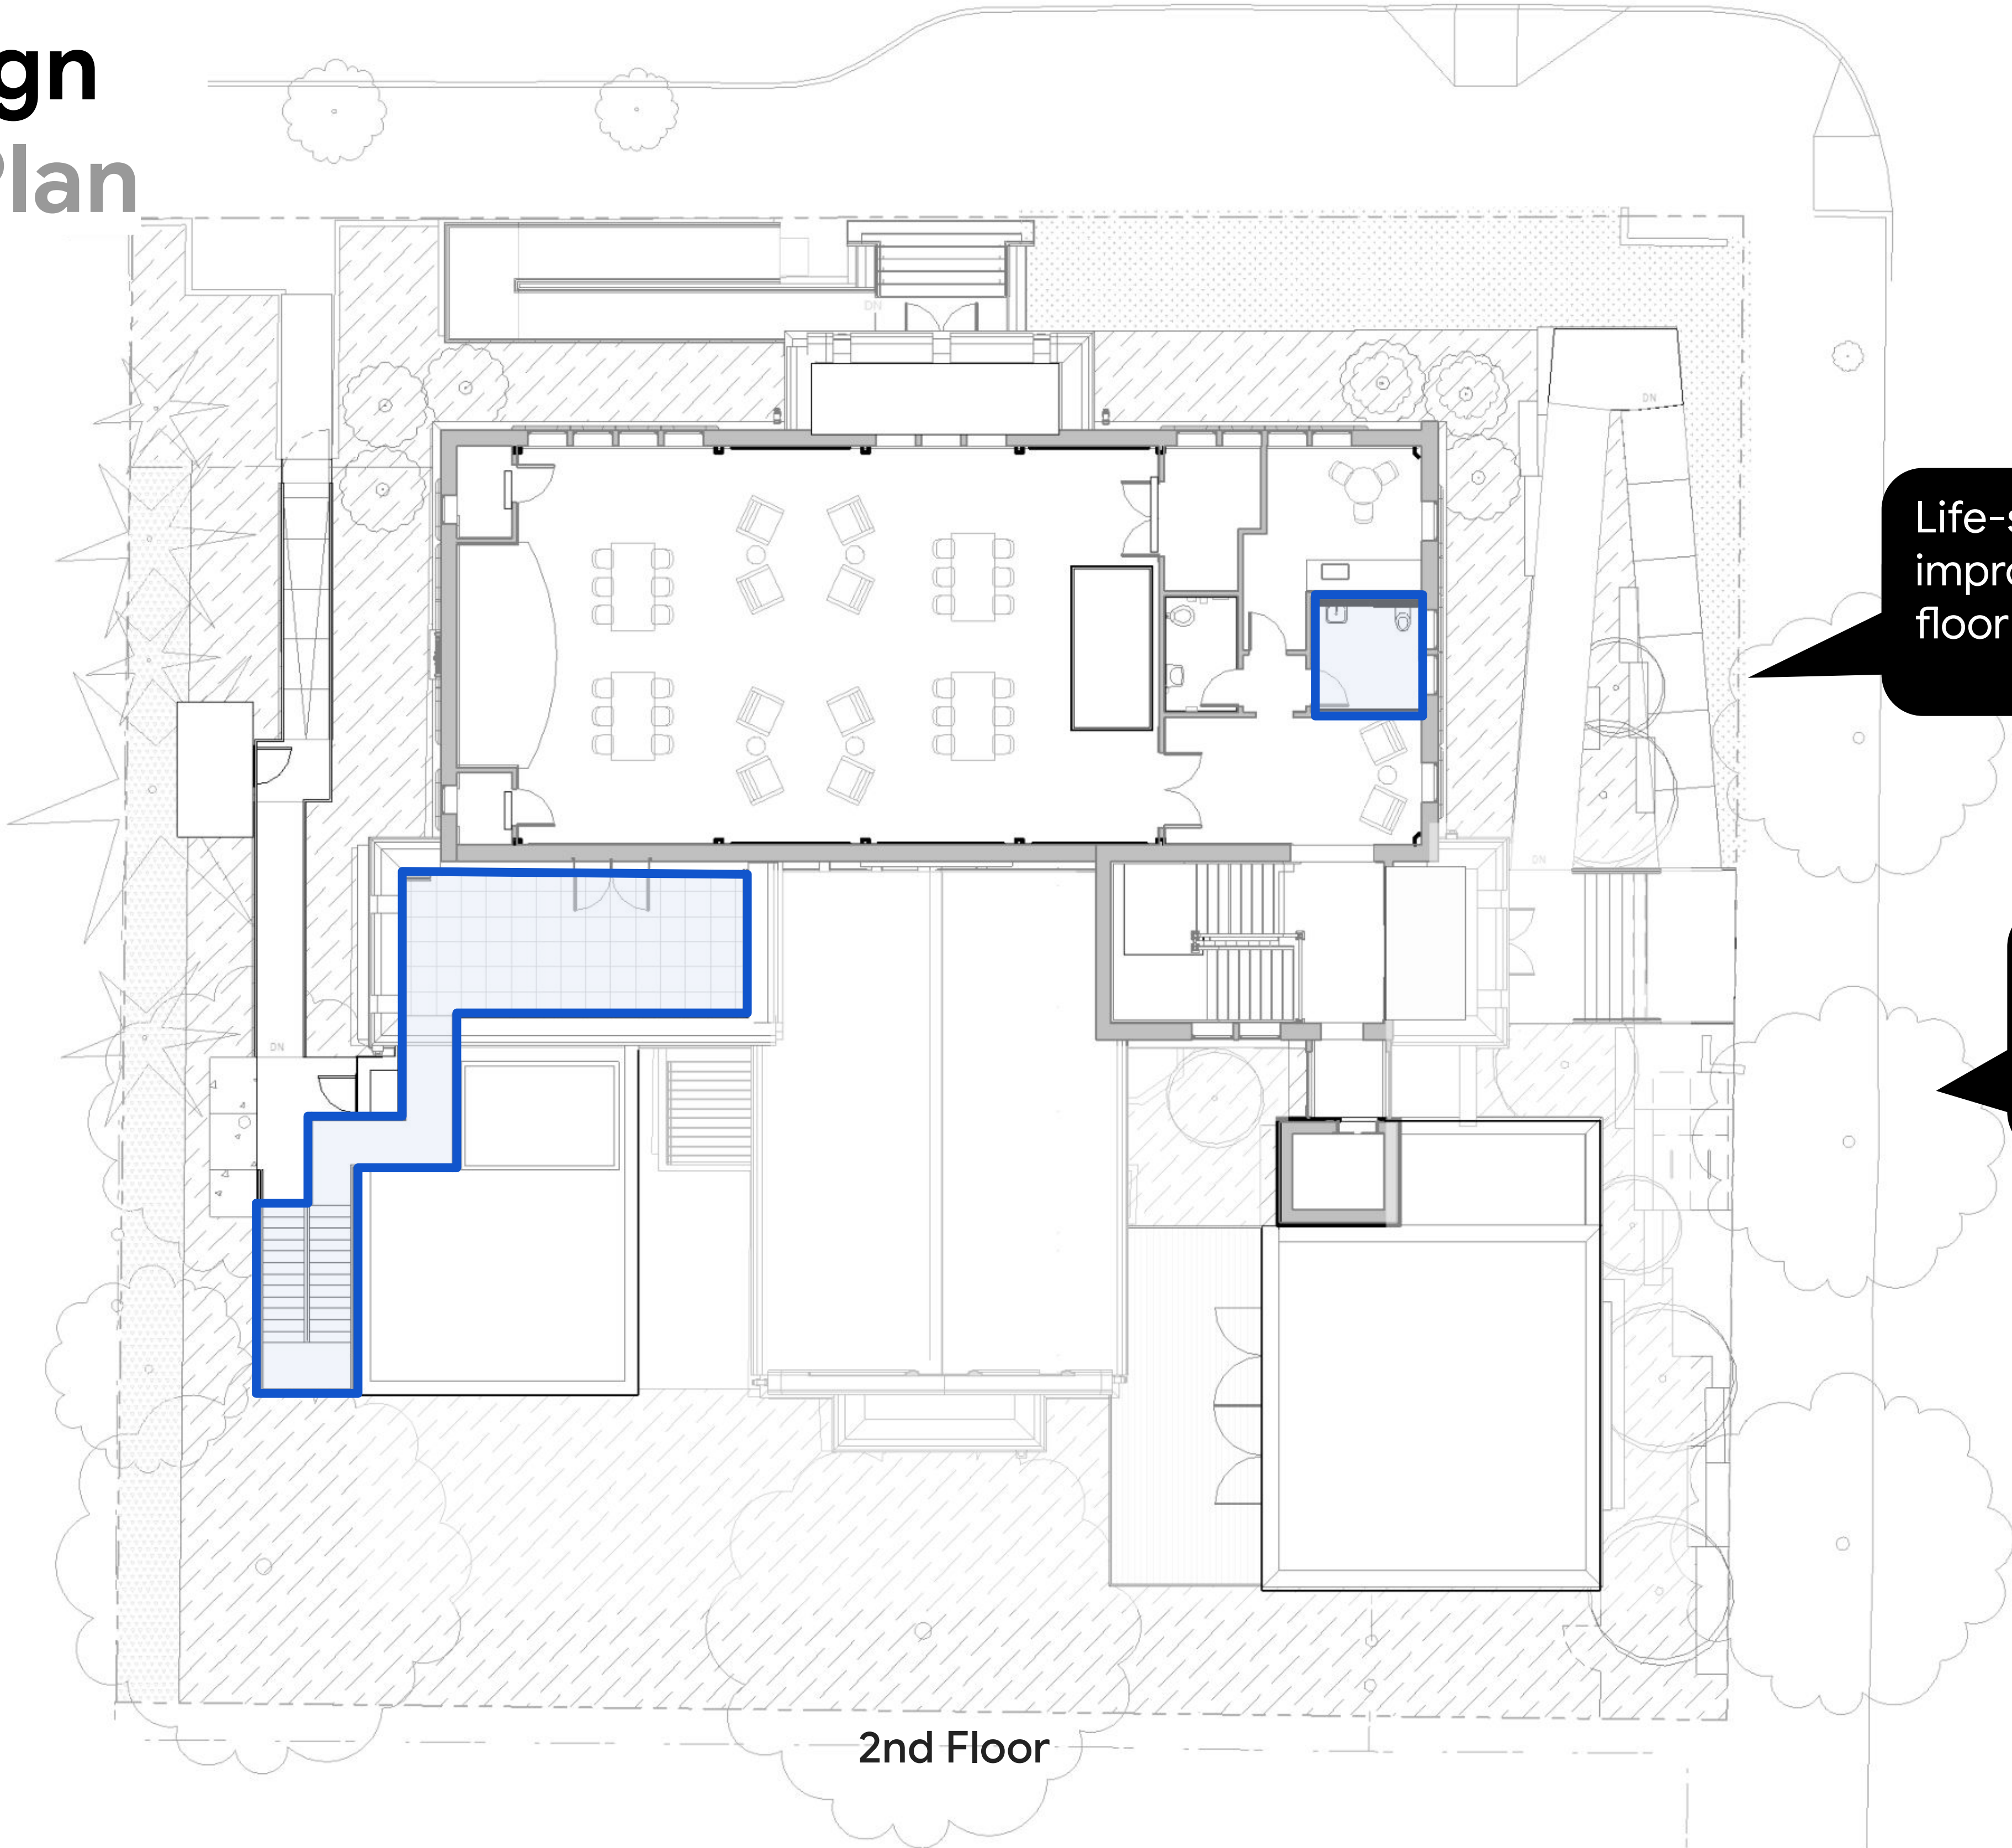 gn
Plan
DN
DN
Life-s
impro
floor
DN
DN
2nd Floor